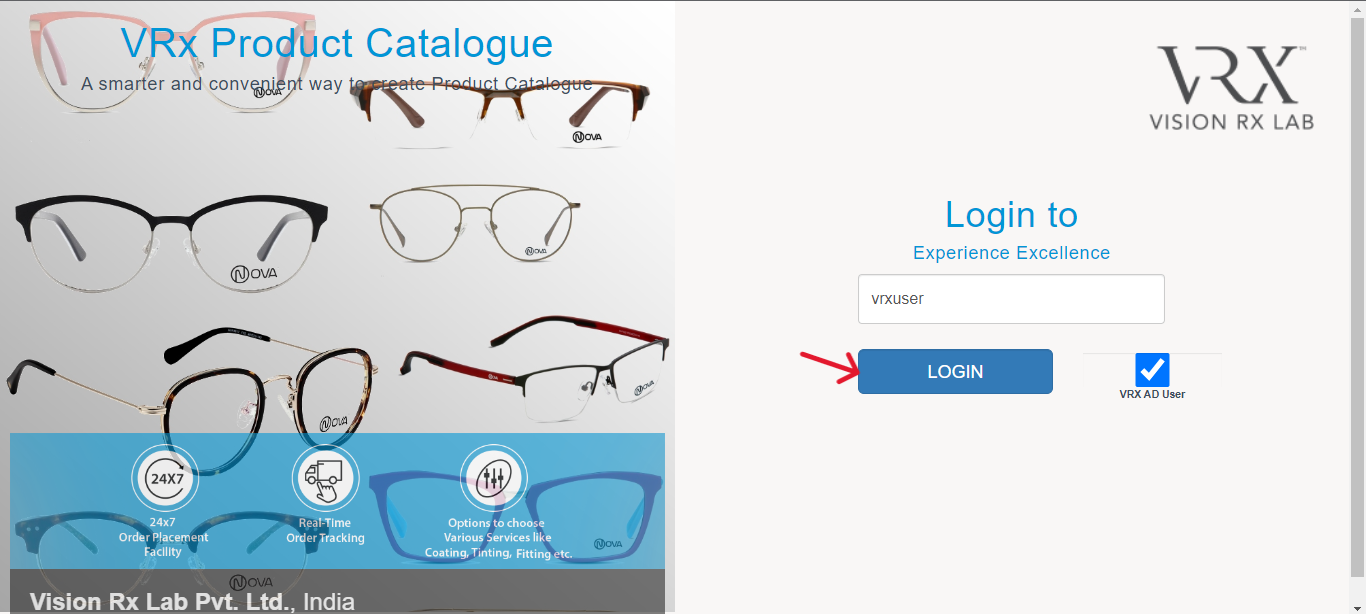 VRx Product Catalogue
A smarter and convenient way to create Product Catalogue
NOVA
NOVA
NOVA
NOVA
NOVA
NOVA
24X7
24x7
Order Placement
Facility
Real-Time
Order Tracking
Options to choose
Various Services like
Coating, Tinting, Fitting etc.
NOVA
NOVA
Vision Rx Lab Pvt. Ltd., India
VRX™
VISION RX LAB
Login to
Experience Excellence
vrxuser
LOGIN
VRX AD User